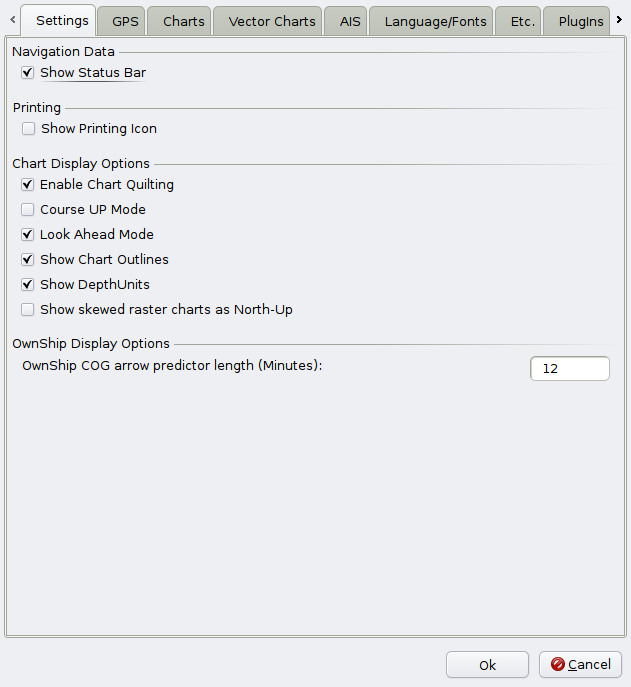 Settings GPS Charts Vector Charts AIS Language/Fonts Etc. PlugIns
Navigation Data
Show Status Bar
Printing
Show Printing Icon
Chart Display Options
Enable Chart Quilting
Course UP Mode
Look Ahead Mode
Show Chart Outlines
Show DepthUnits
Show skewed raster charts as North-Up
OwnShip Display Options
OwnShip COG arrow predictor length (Minutes): 12
Ok Cancel